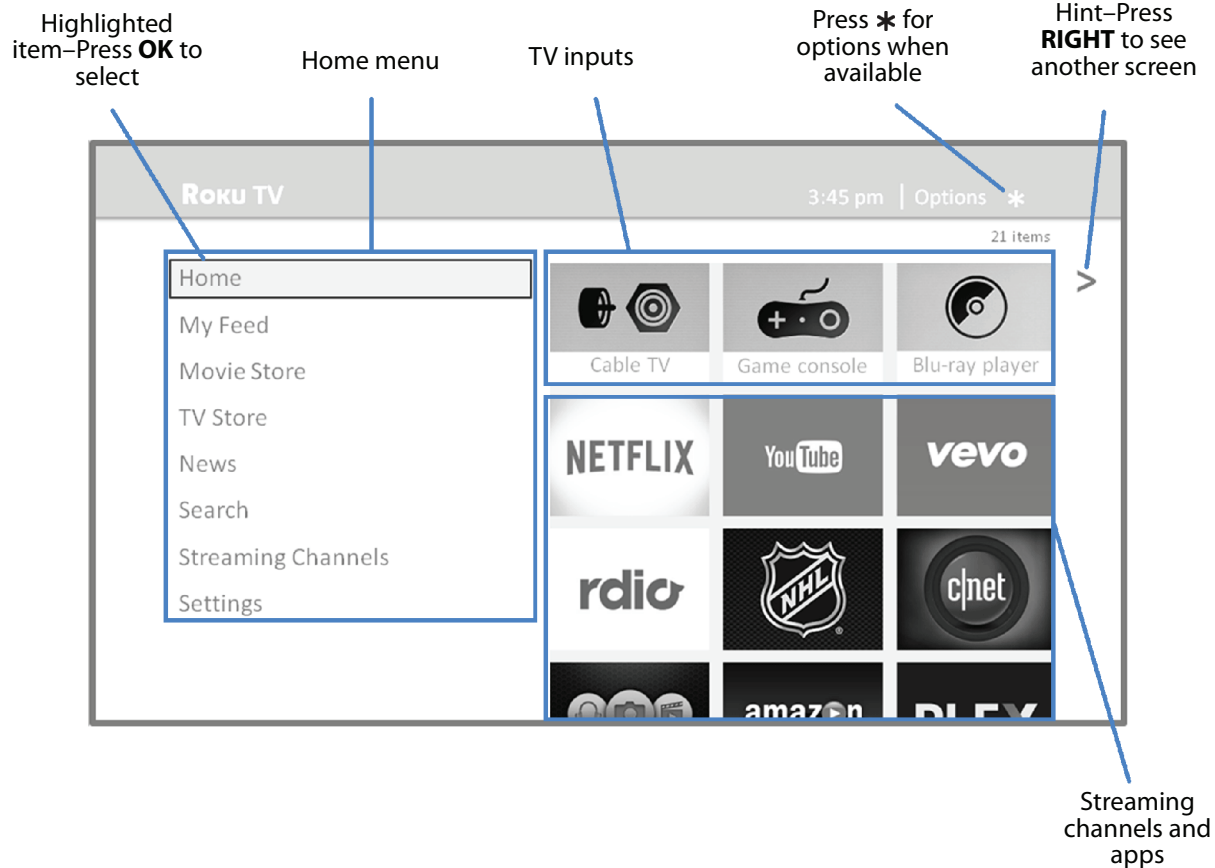 Highlighted
item–Press OK to
select
Home menu
TV inputs
Press * for
options when
available
Hint–Press
RIGHT to see
another screen
ROKU TV
3:45 pm | Options *
21 items
Home
My Feed
Movie Store
TV Store
News
Search
Streaming Channels
Settings
>
Cable TV
Game console
Blu-ray player
NETFLIX
YouTube
vevo
rdio
NHL
c|net
amazon
PLEX
Streaming
channels and
apps